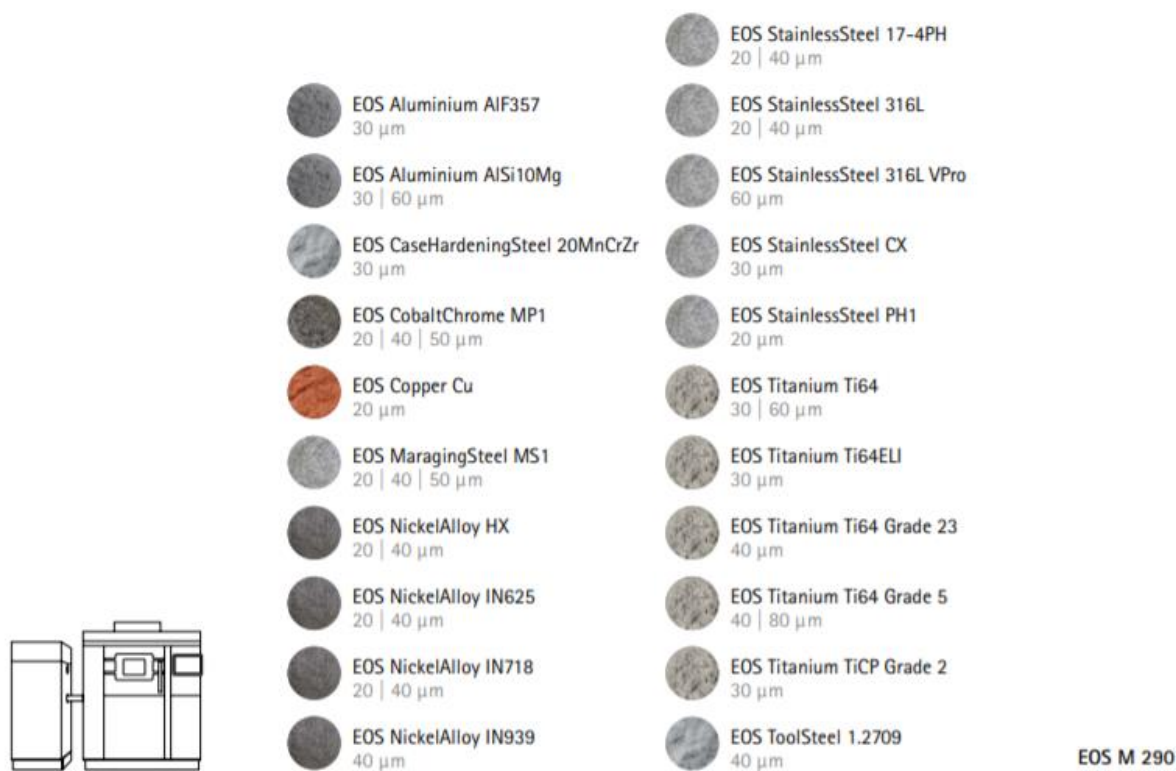 EOS Aluminium AlF357
30 µm
EOS Aluminium AlSi10Mg
30 | 60 µm
EOS CaseHardeningSteel 20MnCrZr
30 µm
EOS CobaltChrome MP1
20 | 40 | 50 µm
EOS Copper Cu
20 µm
EOS MaragingSteel MS1
20 | 40 | 50 µm
EOS NickelAlloy HX
20 | 40 µm
EOS NickelAlloy IN625
20 | 40 µm
EOS NickelAlloy IN718
20 | 40 µm
EOS NickelAlloy IN939
40 µm
EOS StainlessSteel 17-4PH
20 | 40 µm
EOS StainlessSteel 316L
20 | 40 µm
EOS StainlessSteel 316L VPro
60 µm
EOS StainlessSteel CX
30 µm
EOS StainlessSteel PH1
20 µm
EOS Titanium Ti64
30 | 60 µm
EOS Titanium Ti64ELI
30 µm
EOS Titanium Ti64 Grade 23
40 µm
EOS Titanium Ti64 Grade 5
40 | 80 µm
EOS Titanium TiCP Grade 2
30 µm
EOS ToolSteel 1.2709
40 µm
EOS M 290